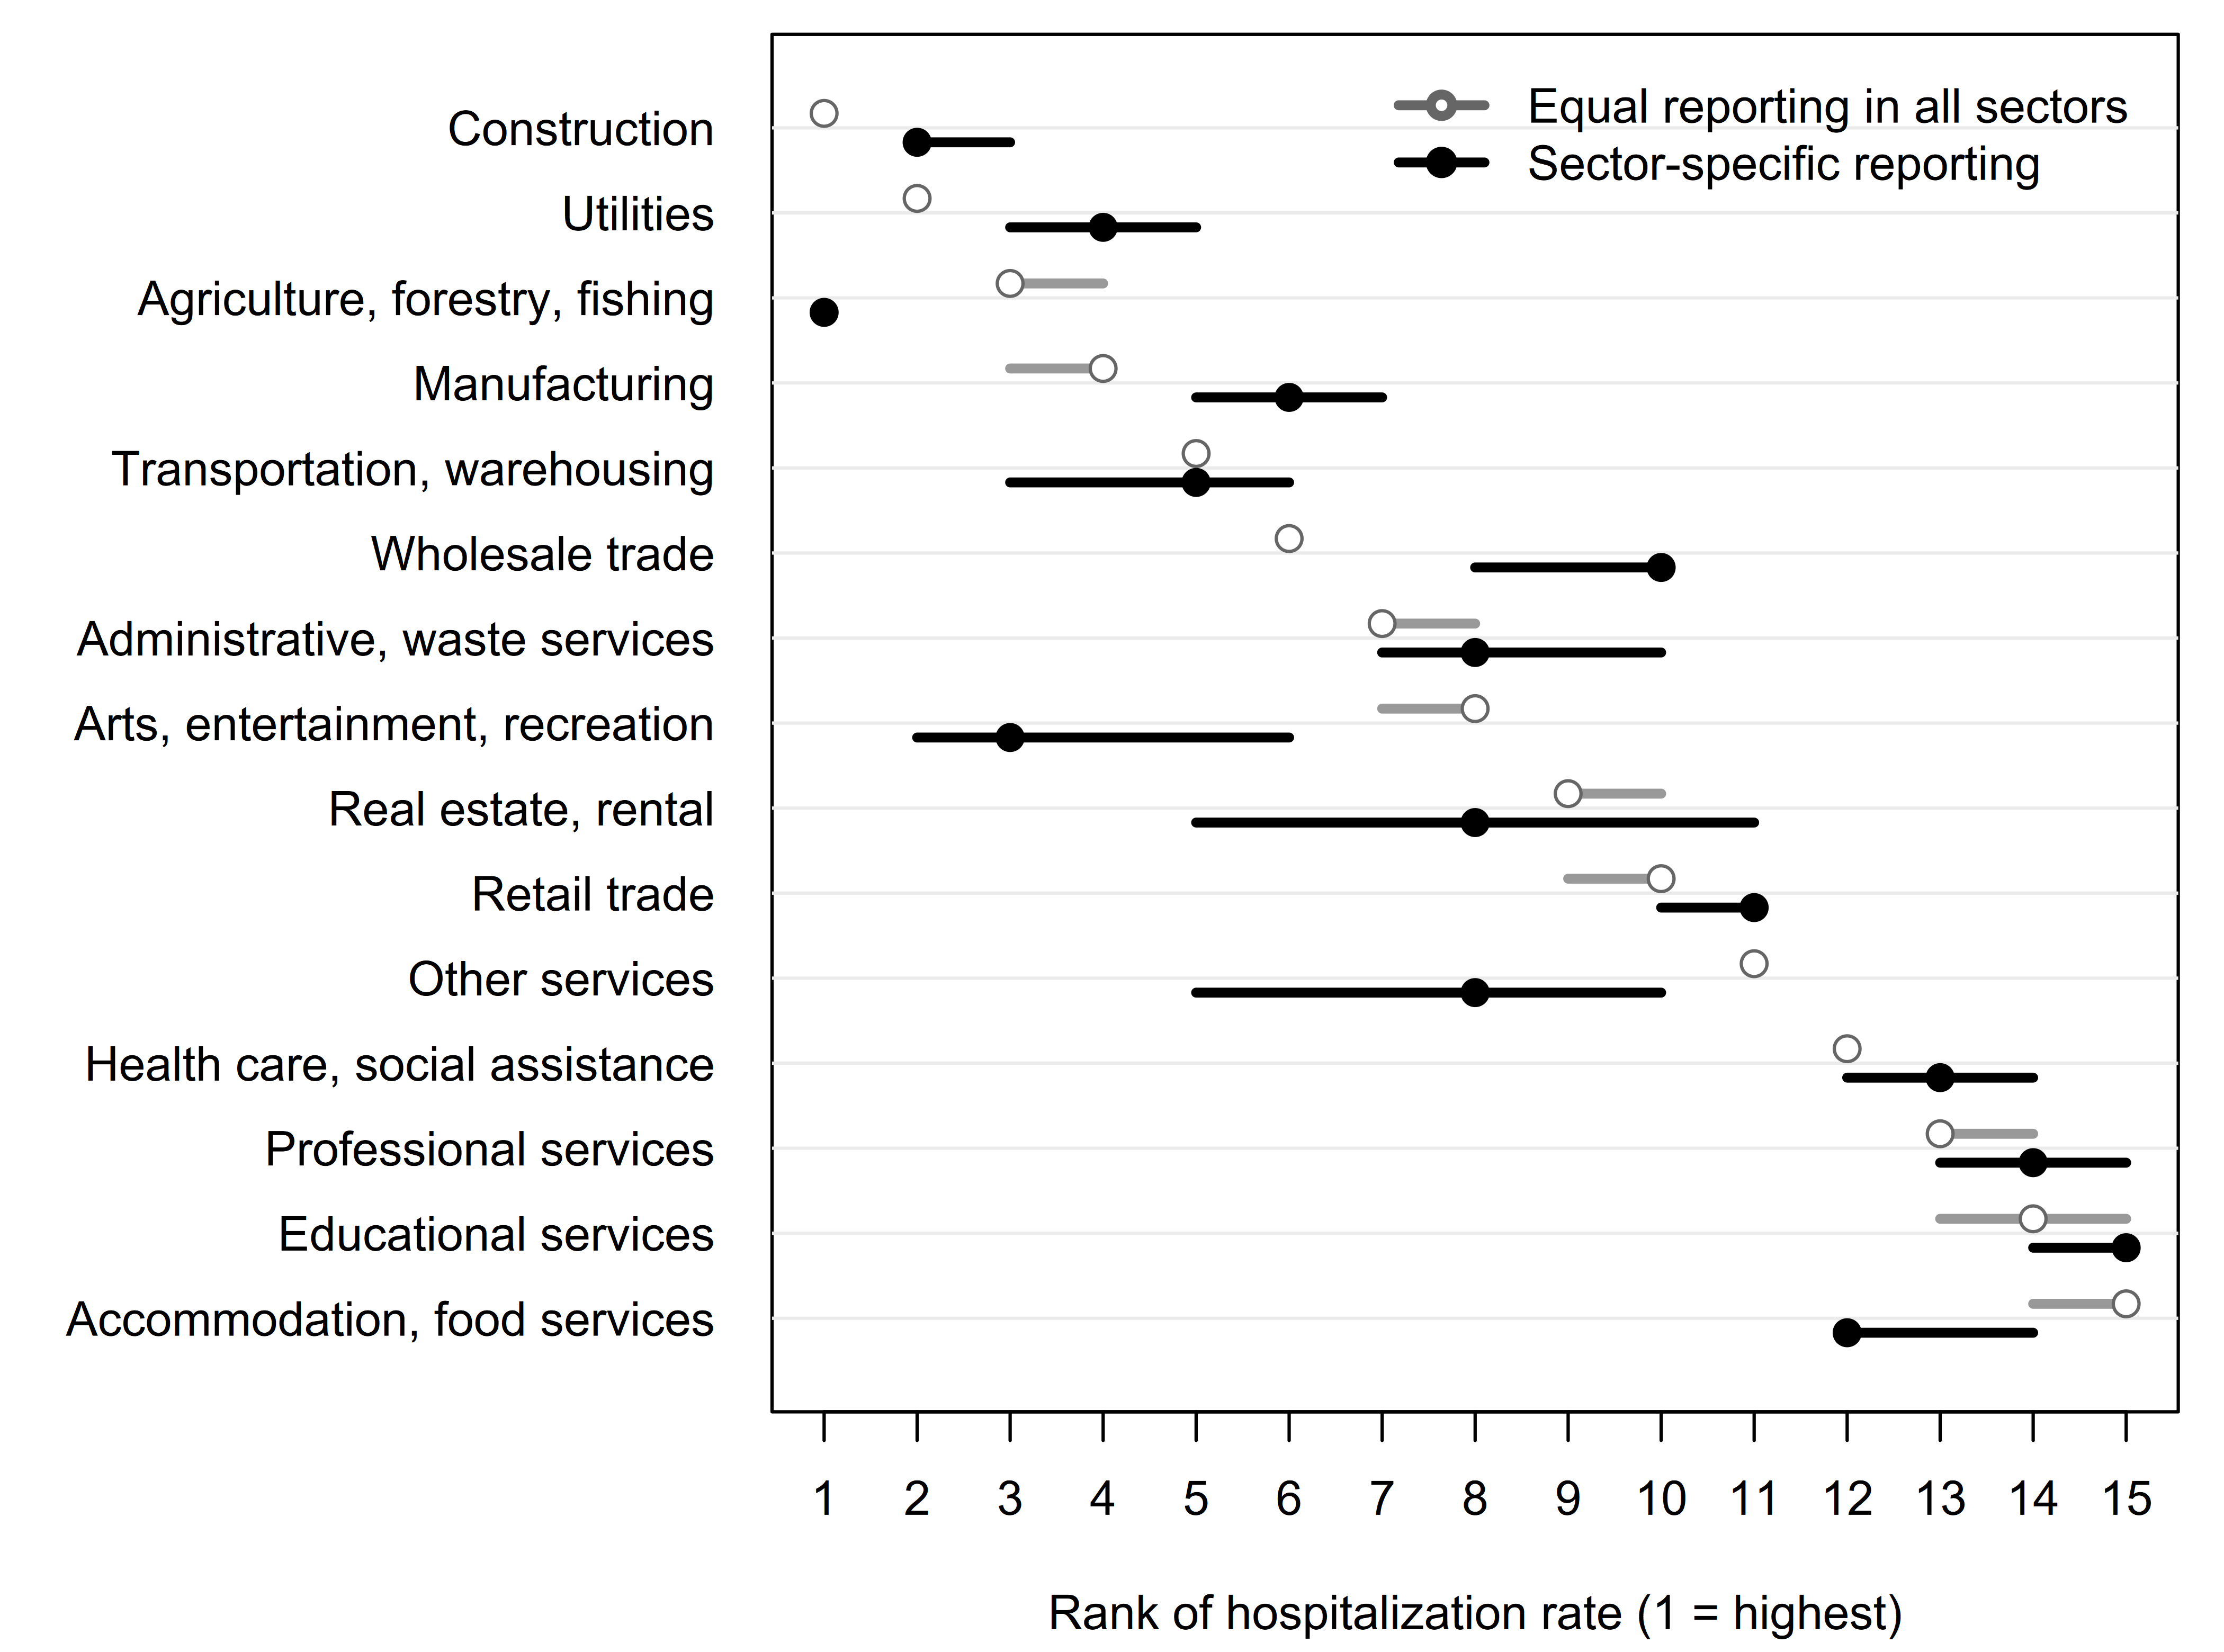 Equal reporting in all sectors
Sector-specific reporting
Construction
Utilities
Agriculture, forestry, fishing
Manufacturing
Transportation, warehousing
Wholesale trade
Administrative, waste services
Arts, entertainment, recreation
Real estate, rental
Retail trade
Other services
Health care, social assistance
Professional services
Educational services
Accommodation, food services
1 2 3 4 5 6 7 8 9 10 11 12 13 14 15
Rank of hospitalization rate (1 = highest)